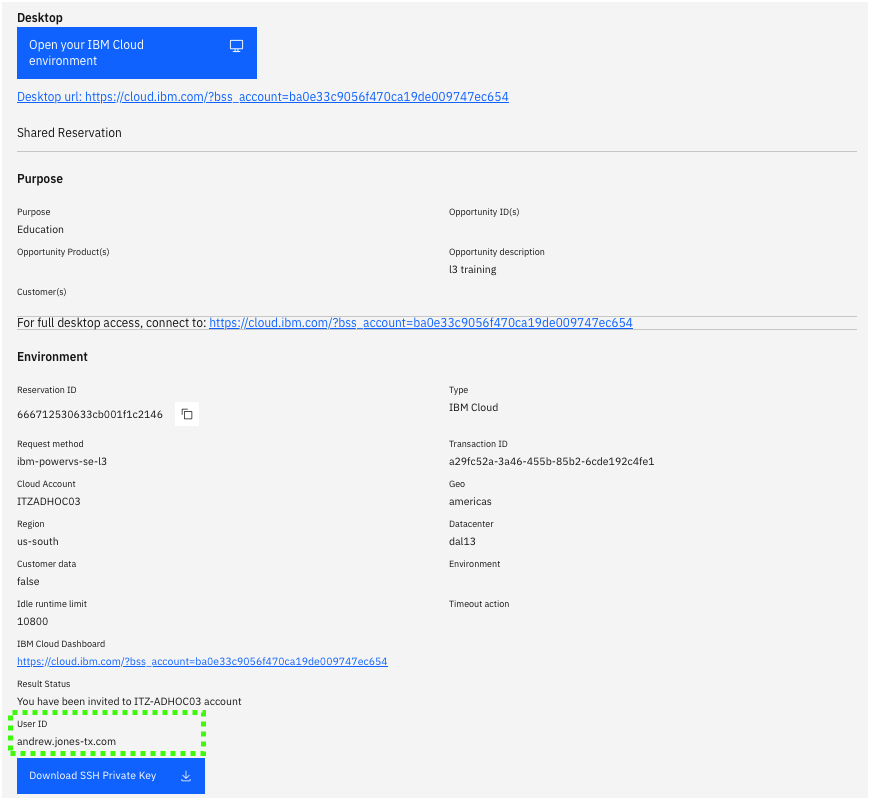 Desktop
Open your IBM Cloud
environment
Desktop url: https://cloud.ibm.com/?bss_account=ba0e33c9056f470ca19de009747ec654
Shared Reservation
Purpose
Purpose
Education
Opportunity ID(s)
Opportunity Product(s)
Opportunity description
l3 training
Customer(s)
For full desktop access, connect to: https://cloud.ibm.com/?bss_account=ba0e33c9056f470ca19de009747ec654
Environment
Reservation ID
666712530633cb001f1c2146
Type
IBM Cloud
Request method
ibm-powervs-se-l3
Transaction ID
a29fc52a-3a46-455b-85b2-6cde192c4fe1
Cloud Account
ITZADHOC03
Geo
americas
Region
us-south
Datacenter
dal13
Customer data
false
Environment
Idle runtime limit
10800
Timeout action
IBM Cloud Dashboard
https://cloud.ibm.com/?bss_account=ba0e33c9056f470ca19de009747ec654
Result Status
You have been invited to ITZ-ADHOC03 account
User ID
andrew.jones-tx.com
Download SSH Private Key